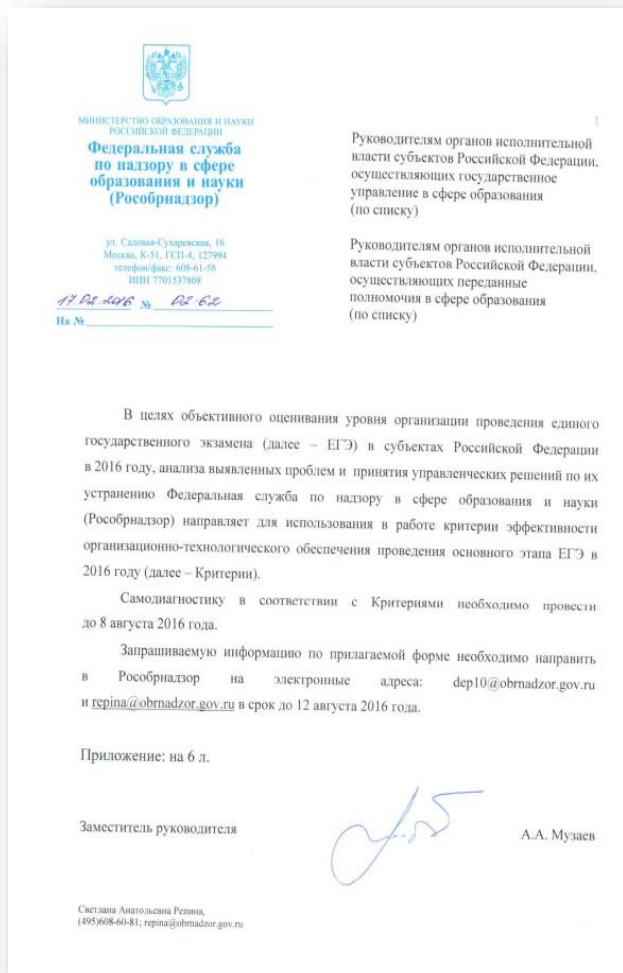 МИНИСТЕРСТВО ОБРАЗОВАНИЯ И НАУКИ
РОССИЙСКОЙ ФЕДЕРАЦИИ
Федеральная служба
по надзору в сфере
образования и науки
(Рособрнадзор)
ул. Садовая-Сухаревская, 16
Москва, К-51, ГСП-4, 127994
телефон/факс: 608-61-58
ИНН 7701537808
17.02.2016 № 02-62
На №
1
Руководителям органов исполнительной
власти субъектов Российской Федерации,
осуществляющих государственное
управление в сфере образования
(по списку)
Руководителям органов исполнительной
власти субъектов Российской Федерации,
осуществляющих переданные
полномочия в сфере образования
(по списку)
В целях объективного оценивания уровня организации проведения единого
государственного экзамена (далее – ЕГЭ) в субъектах Российской Федерации
в 2016 году, анализа выявленных проблем и принятия управленческих решений по их
устранению Федеральная служба по надзору в сфере образования и науки
(Рособрнадзор) направляет для использования в работе критерии эффективности
организационно-технологического обеспечения проведения основного этапа ЕГЭ в
2016 году (далее – Критерии).
Самодиагностику в соответствии с Критериями необходимо провести
до 8 августа 2016 года.
Запрашиваемую информацию по прилагаемой форме необходимо направить
в Рособрнадзор на электронные адреса: dep10@obrnadzor.gov.ru
и repina@obrnadzor.gov.ru в срок до 12 августа 2016 года.
Приложение: на 6 л.
Заместитель руководителя
А.А. Музаев
Светлана Анатольевна Репина,
(495)608-60-81; repina@obrnadzor.gov.ru